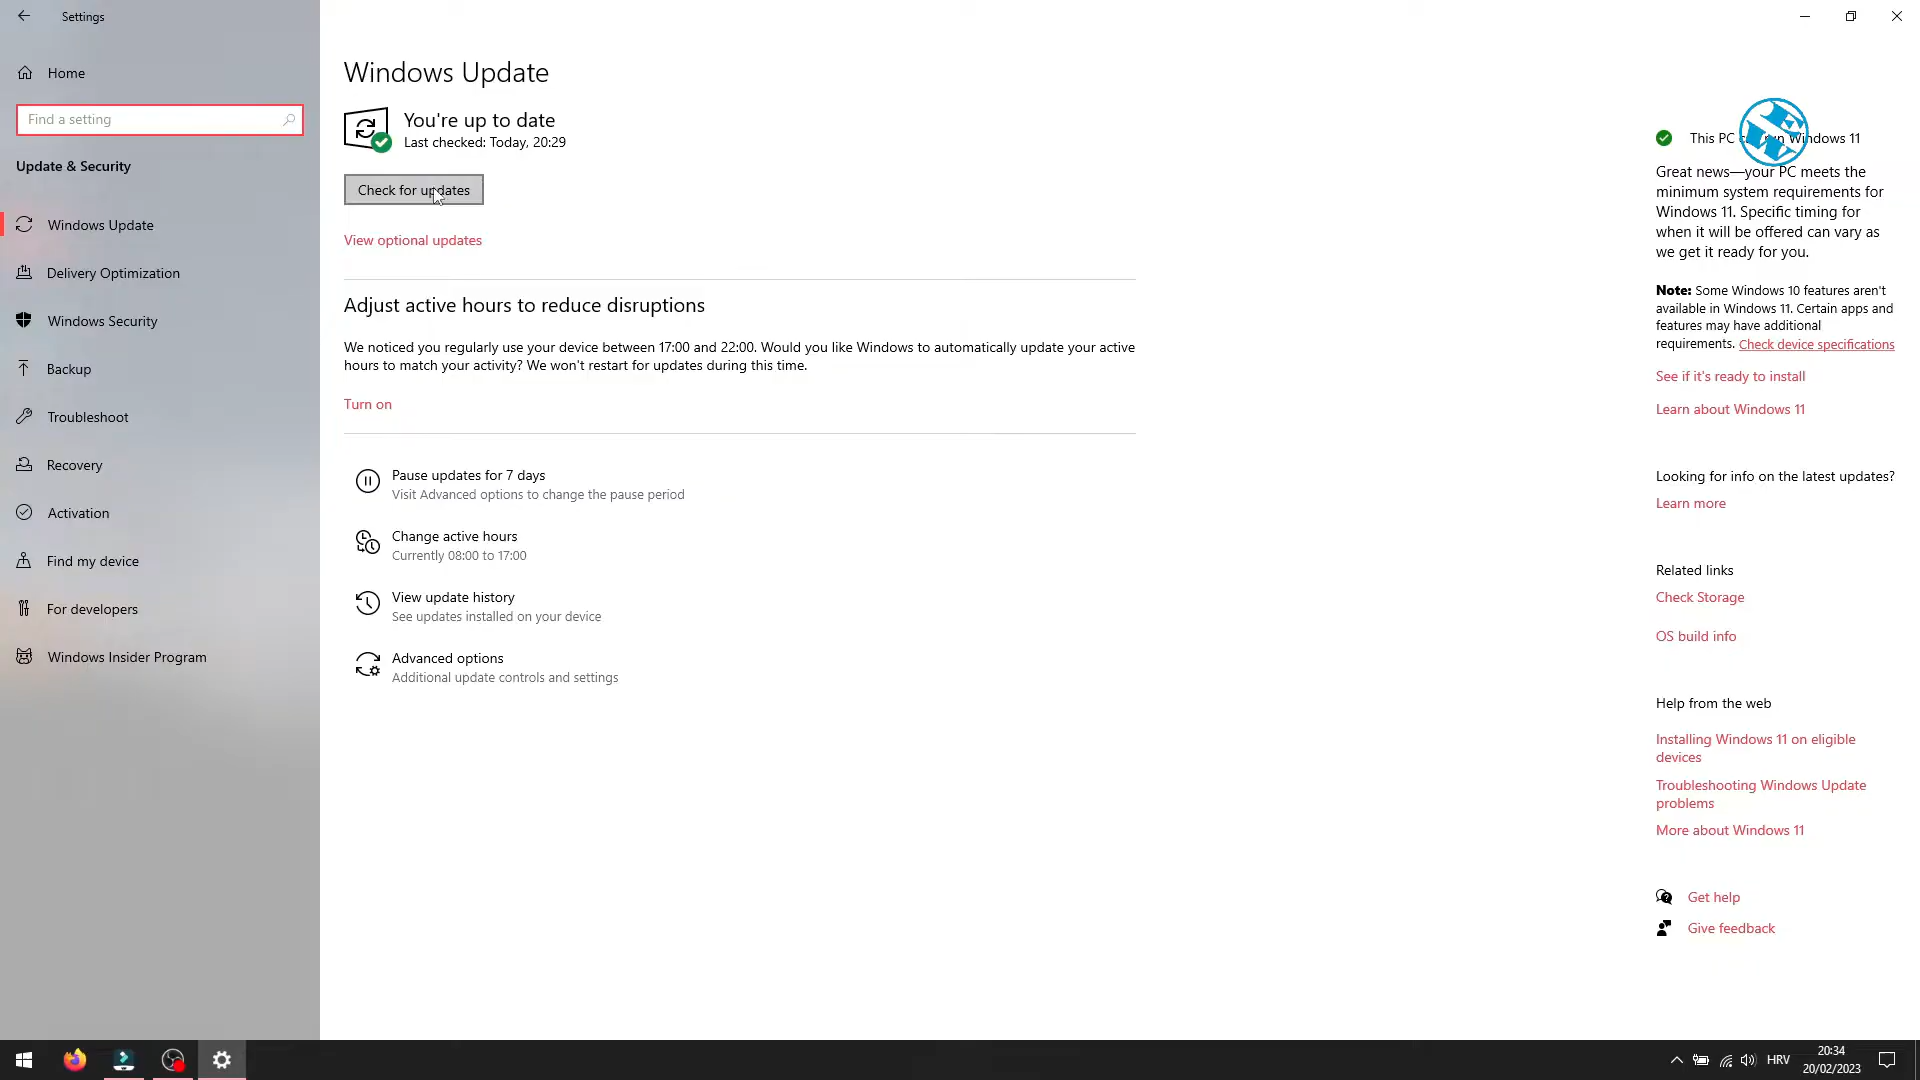 Settings
Home
Find a setting
Update & Security
Windows Update
Delivery Optimization
Windows Security
Backup
Troubleshoot
Recovery
Activation
Find my device
For developers
Windows Insider Program
Windows Update
You're up to date
Last checked: Today, 20:29
Check for updates
View optional updates
Adjust active hours to reduce disruptions
We noticed you regularly use your device between 17:00 and 22:00. Would you like Windows to automatically update your active
hours to match your activity? We won't restart for updates during this time.
Turn on
Pause updates for 7 days
Visit Advanced options to change the pause period
Change active hours
Currently 08:00 to 17:00
View update history
See updates installed on your device
Advanced options
Additional update controls and settings
This PC can run Windows 11
Great news—your PC meets the
minimum system requirements for
Windows 11. Specific timing for
when it will be offered can vary as
we get it ready for you.
Note: Some Windows 10 features aren't
available in Windows 11. Certain apps and
features may have additional
requirements. Check device specifications
See if it's ready to install
Learn about Windows 11
Looking for info on the latest updates?
Learn more
Related links
Check Storage
OS build info
Help from the web
Installing Windows 11 on eligible
devices
Troubleshooting Windows Update
problems
More about Windows 11
Get help
Give feedback
HRV
20:34
20/02/2023